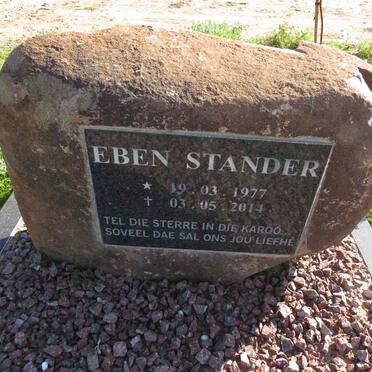 EBEN STANDER
★ 19 03 1977
✝ 03 05 2014
TEL DIE STERRE IN DIE KAROO...
SOVEEL DAE SAL ONS JOU LIEFHÊ